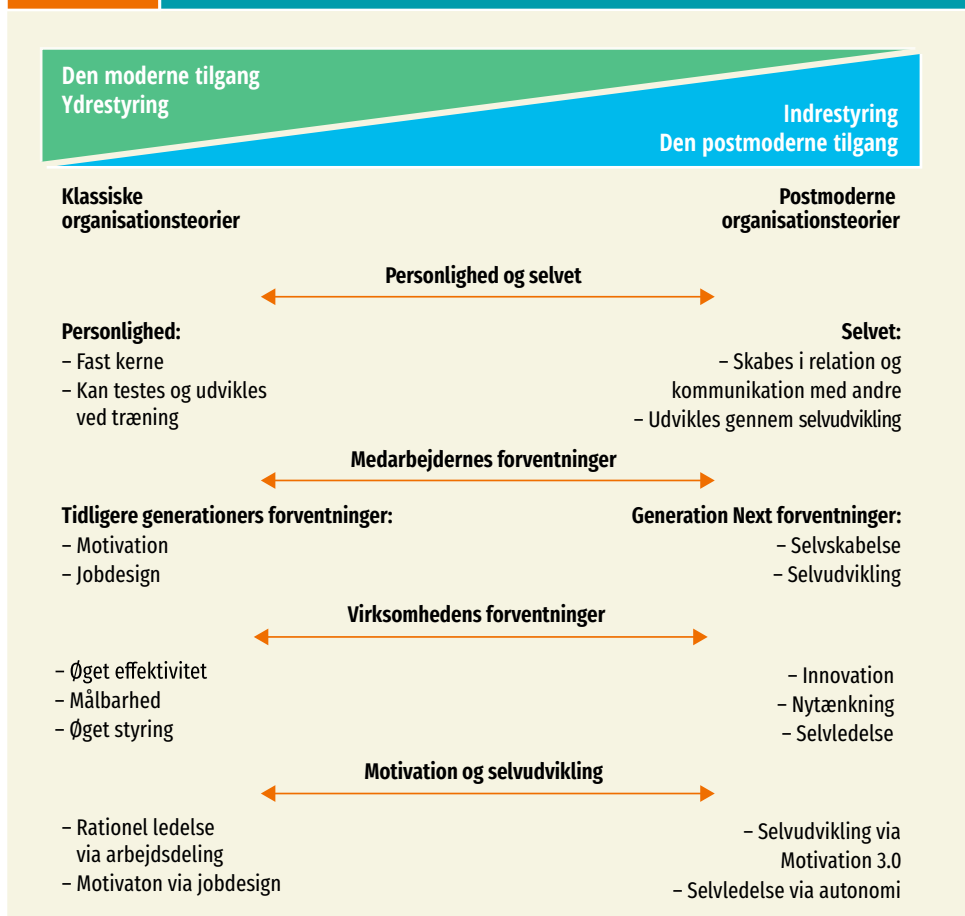 Den moderne tilgang
Ydrestyring
Indrestyring
Den postmoderne tilgang
Klassiske
organisationsteorier
Postmoderne
organisationsteorier
Personlighed og selvet
Personlighed:
– Fast kerne
– Kan testes og udvikles
ved træning
Selvet:
– Skabes i relation og
kommunikation med andre
– Udvikles gennem selvudvikling
Medarbejdernes forventninger
Tidligere generationers forventninger:
– Motivation
– Jobdesign
Generation Next forventninger:
– Selvskabelse
– Selvudvikling
Virksomhedens forventninger
– Øget effektivitet
– Målbarhed
– Øget styring
– Innovation
– Nytænkning
– Selvledelse
Motivation og selvudvikling
– Rationel ledelse
via arbejdsdeling
– Motivaton via jobdesign
– Selvudvikling via
Motivation 3.0
– Selvledelse via autonomi